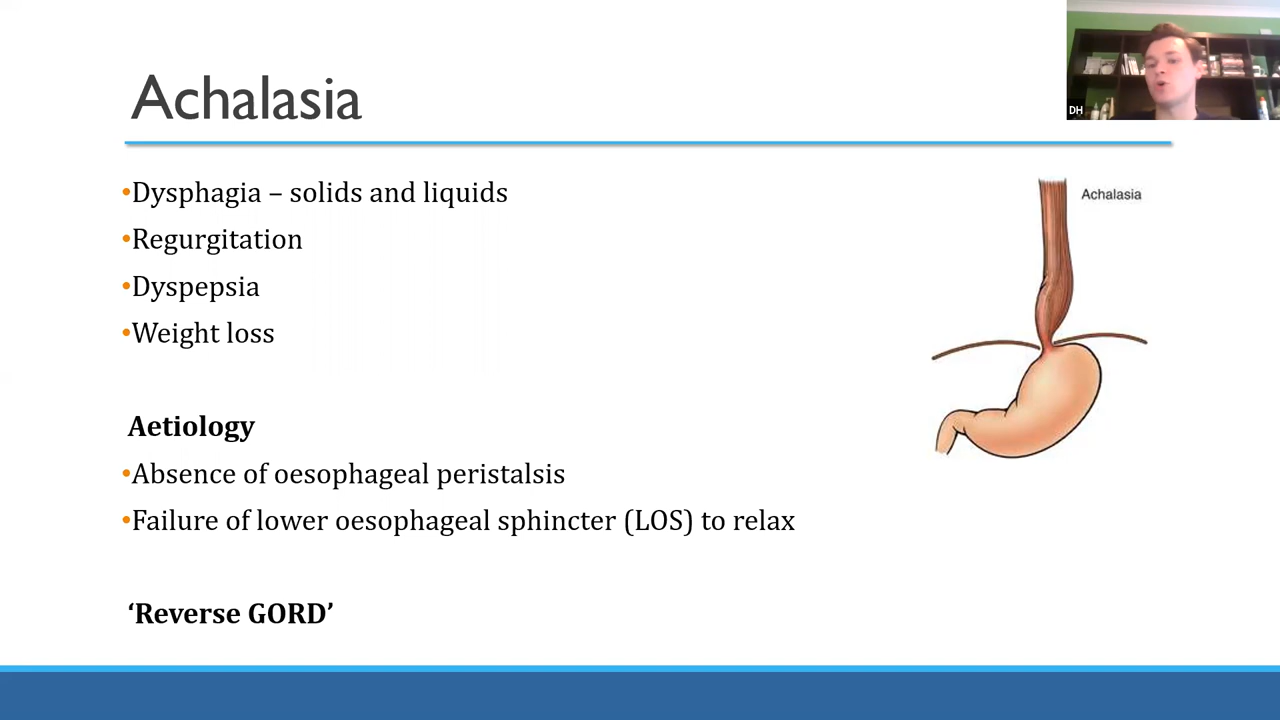 Achalasia
DH
•Dysphagia – solids and liquids
•Regurgitation
•Dyspepsia
•Weight loss
Achalasia
Aetiology
•Absence of oesophageal peristalsis
•Failure of lower oesophageal sphincter (LOS) to relax
‘Reverse GORD’